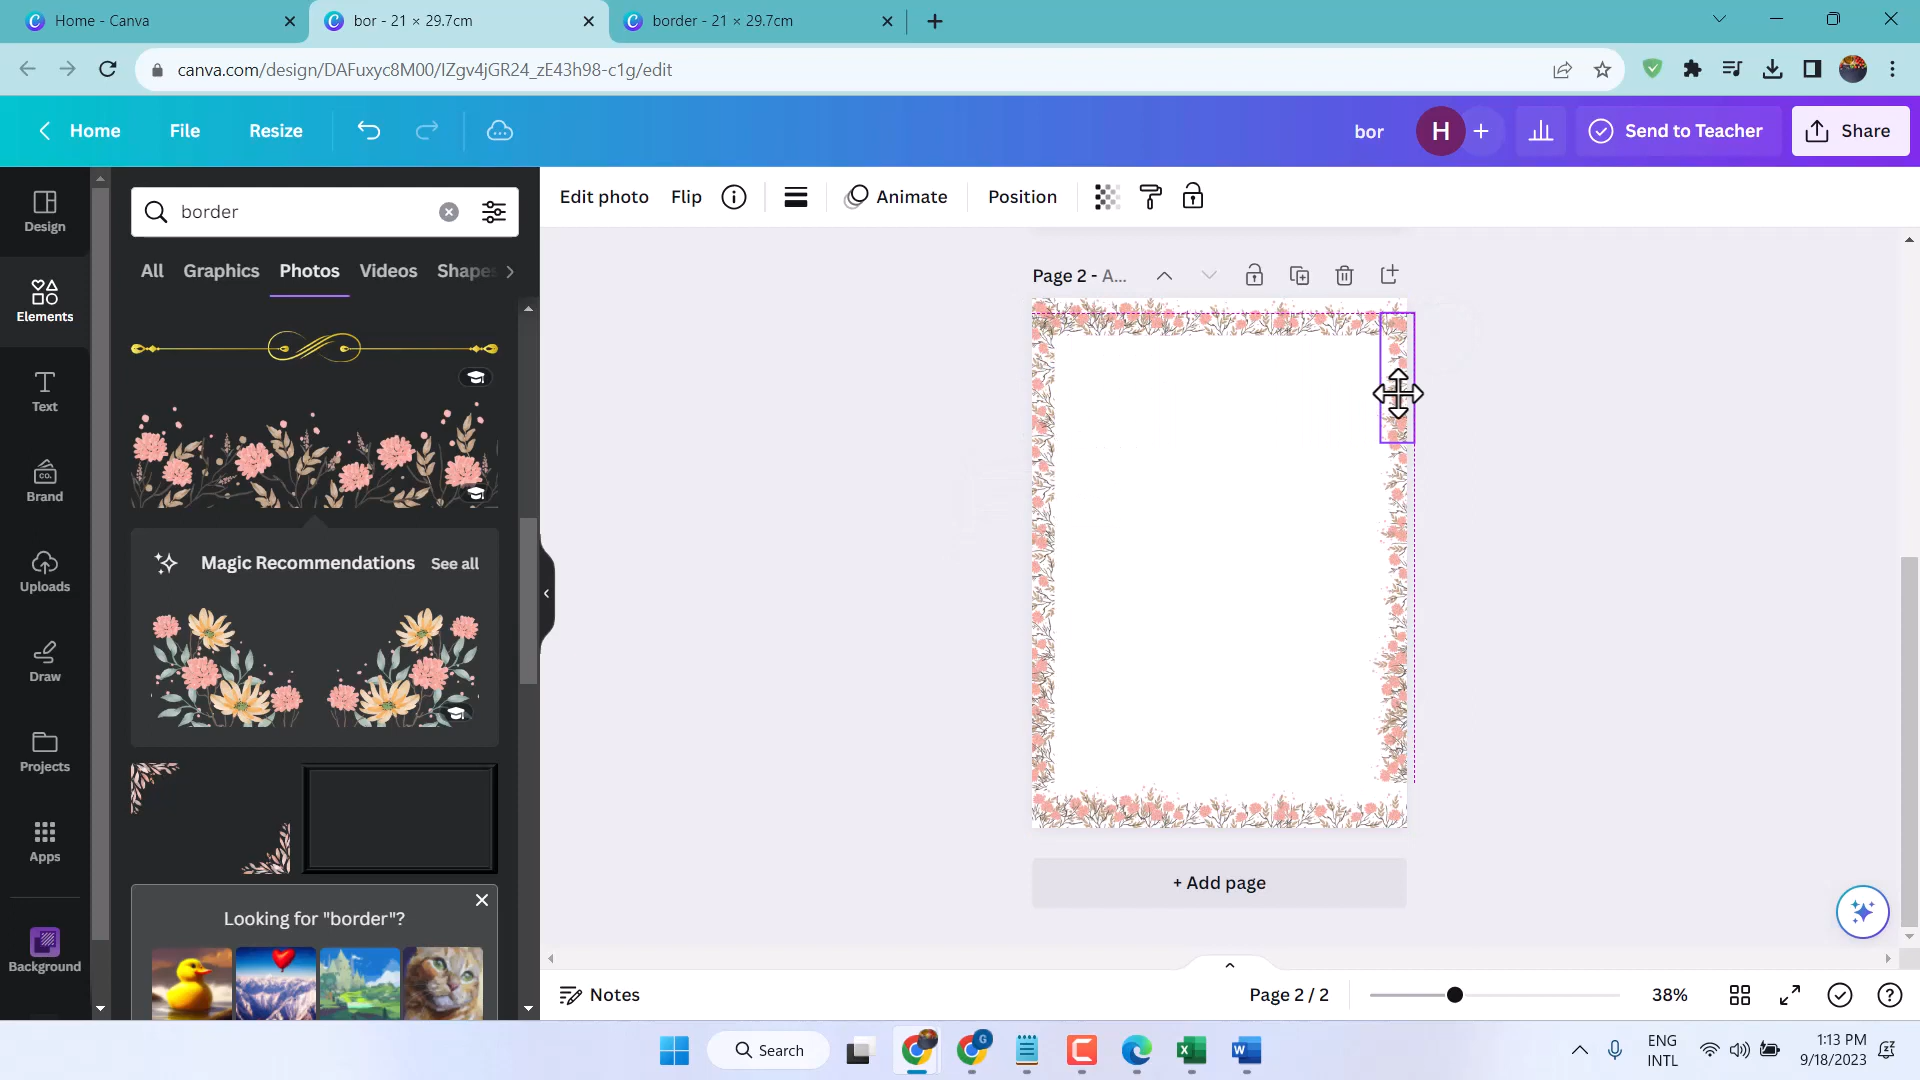 Home - Canva
bor - 21 × 29.7cm
border - 21 × 29.7cm
canva.com/design/DAFuxyc8M00/IZgv4jGR24_zE43h98-c1g/edit
Home
File
Resize
bor
H
Send to Teacher
Share
Design
Elements
Text
Brand
Uploads
Draw
Projects
Apps
Background
border
All
Graphics
Photos
Videos
Shapes
Magic Recommendations
See all
Looking for "border"?
Edit photo
Flip
Animate
Position
Page 2 - A...
+ Add page
Notes
Page 2 / 2
38%
Search
ENG
INTL
1:13 PM
9/18/2023